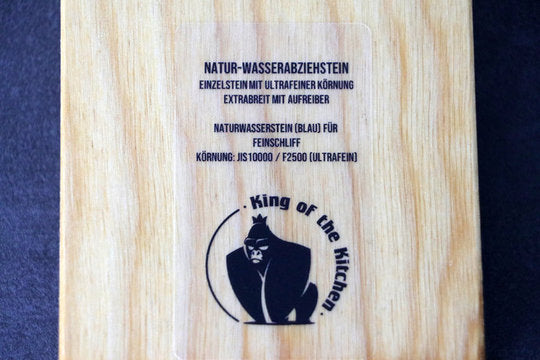 NATUR-WASSERABZIEHSTEIN
EINZELSTEIN MIT ULTRAFEINER KÖRNUNG
EXTRABREIT MIT AUFREIBER
NATURWASSERSTEIN (BLAU) FÜR
FEINSCHLIFF
KÖRNUNG: JIS10000 / F2500 (ULTRAFEIN)
· King of the Kitchen ·